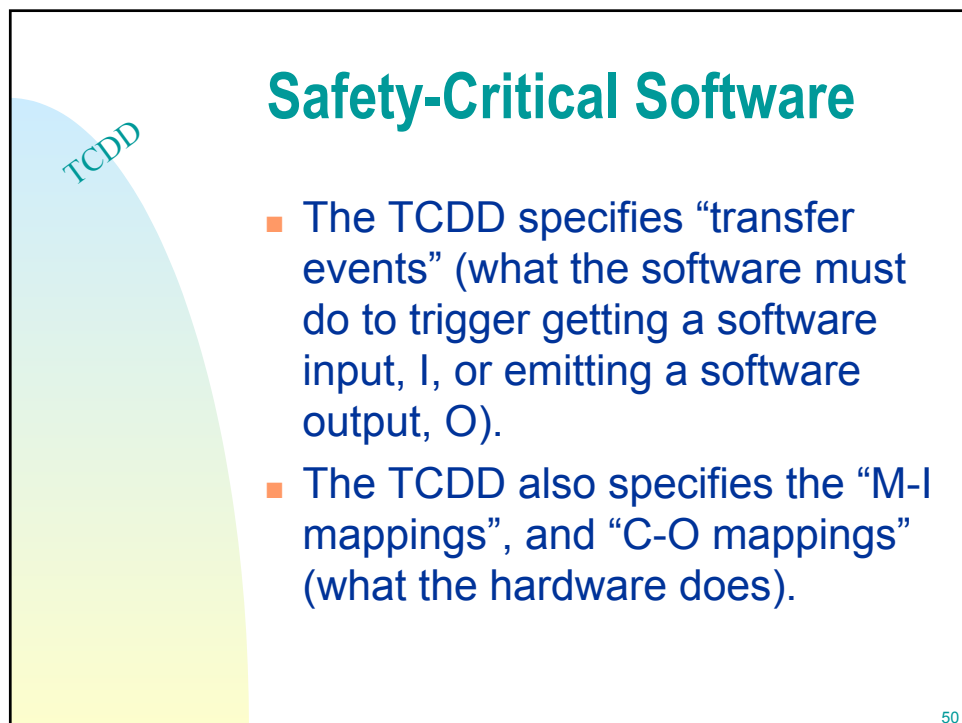 Safety-Critical Software
TCDD
■ The TCDD specifies “transfer
events” (what the software must
do to trigger getting a software
input, I, or emitting a software
output, O).
■ The TCDD also specifies the “M-I
mappings”, and “C-O mappings”
(what the hardware does).
50